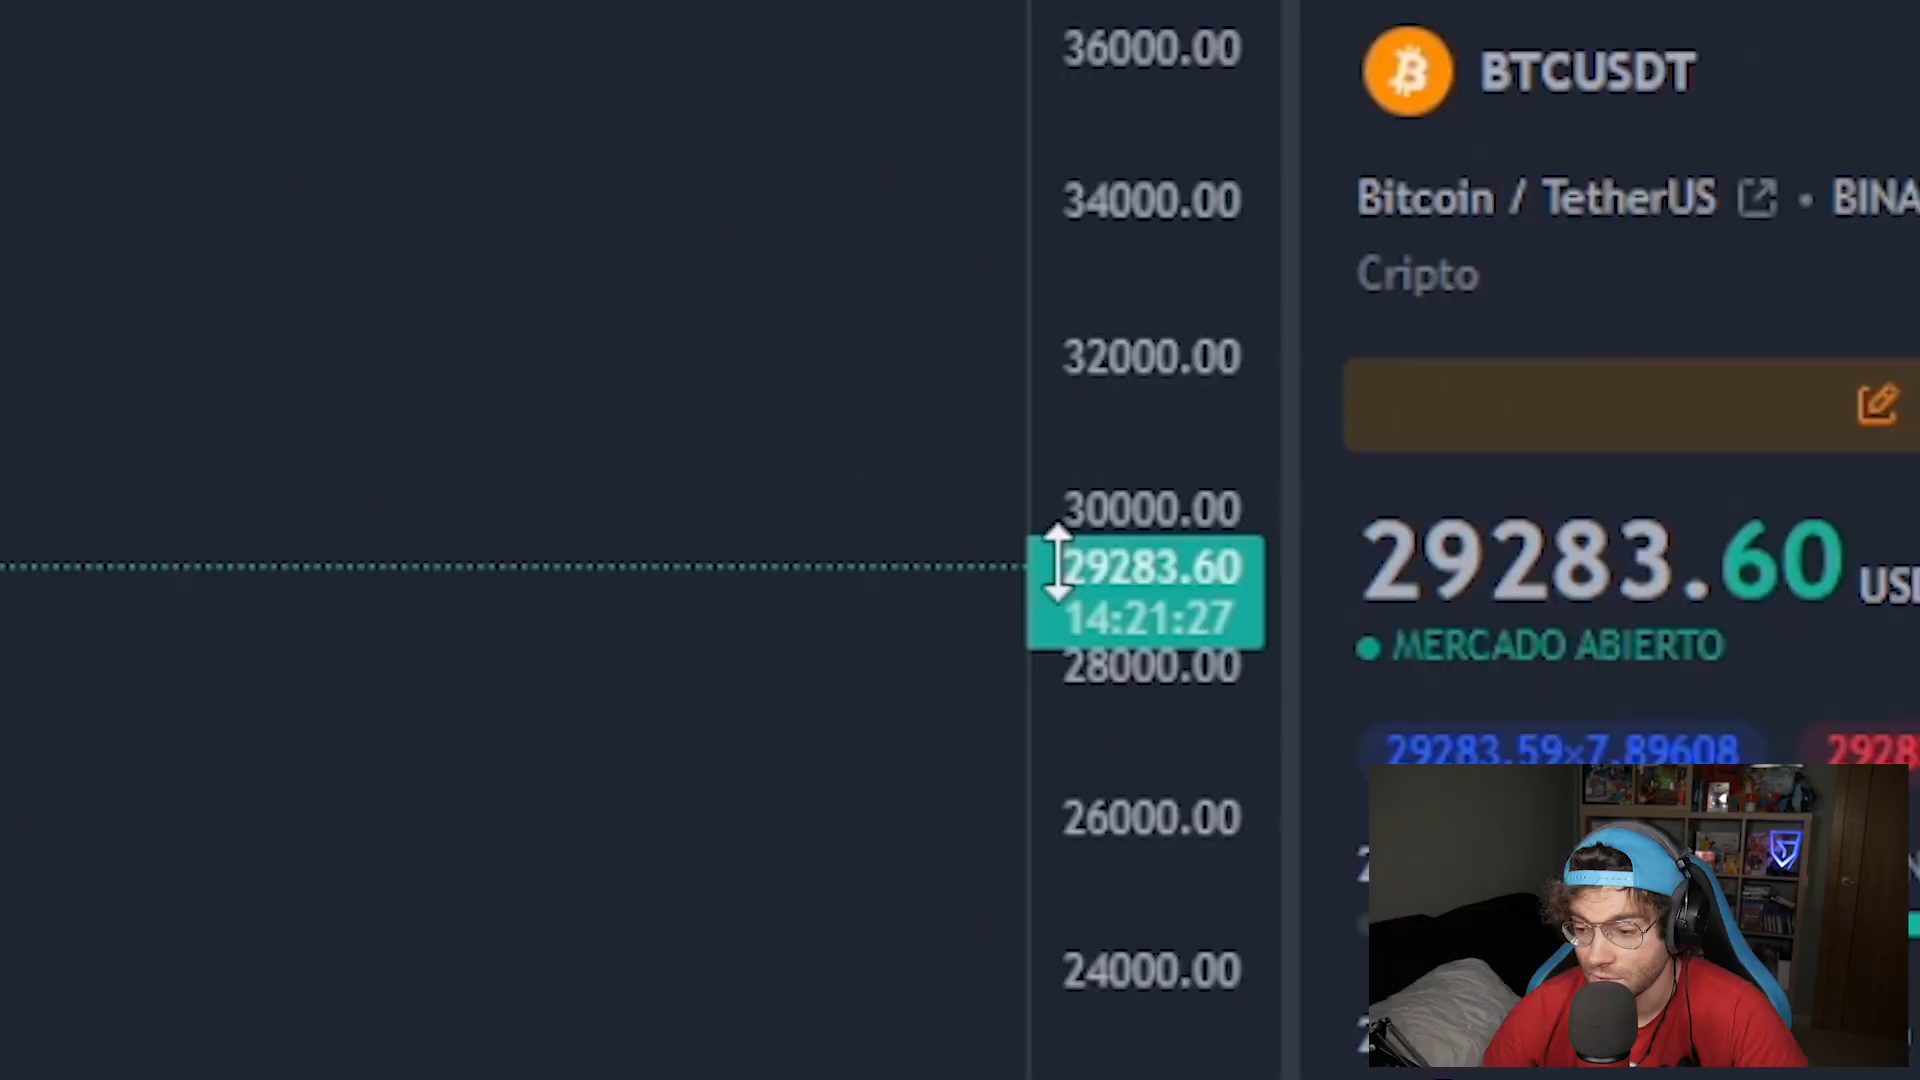 36000.00
34000.00
32000.00
30000.00
29283.60
14:21:27
28000.00
26000.00
24000.00
BTCUSDT
Bitcoin / TetherUS • BINA
Cripto
29283.60 USD
MERCADO ABIERTO
29283.59×7.89608
2928